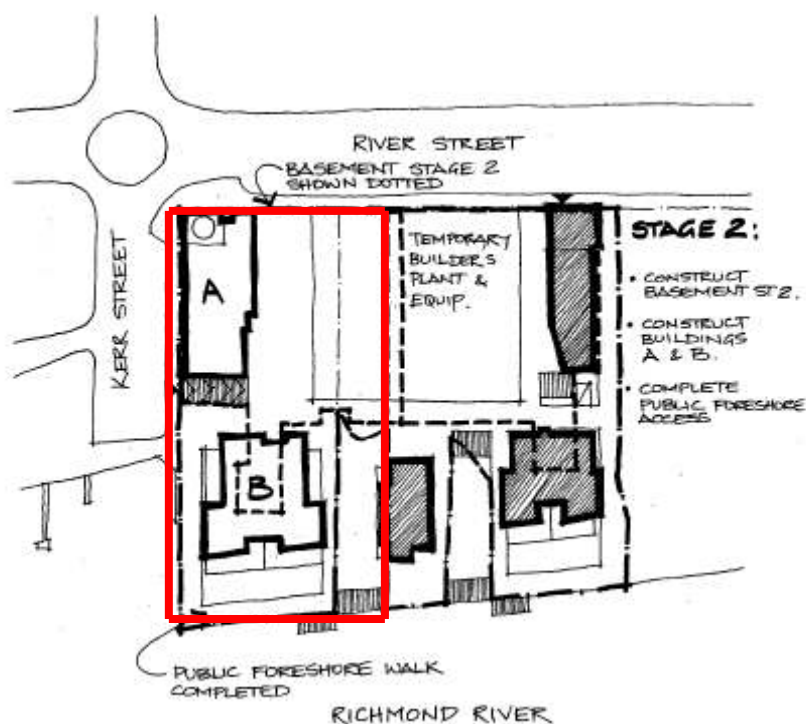 RIVER STREET
BASEMENT STAGE 2
SHOWN DOTTED
KERR STREET
A
TEMPORARY
BUILDERS
PLANT &
EQUIP.
STAGE 2:
• CONSTRUCT
BASEMENT ST 2.
• CONSTRUCT
BUILDINGS
A & B.
• COMPLETE
PUBLIC FORESHORE
ACCESS
B
PUBLIC FORESHORE WALK
COMPLETED
RICHMOND RIVER